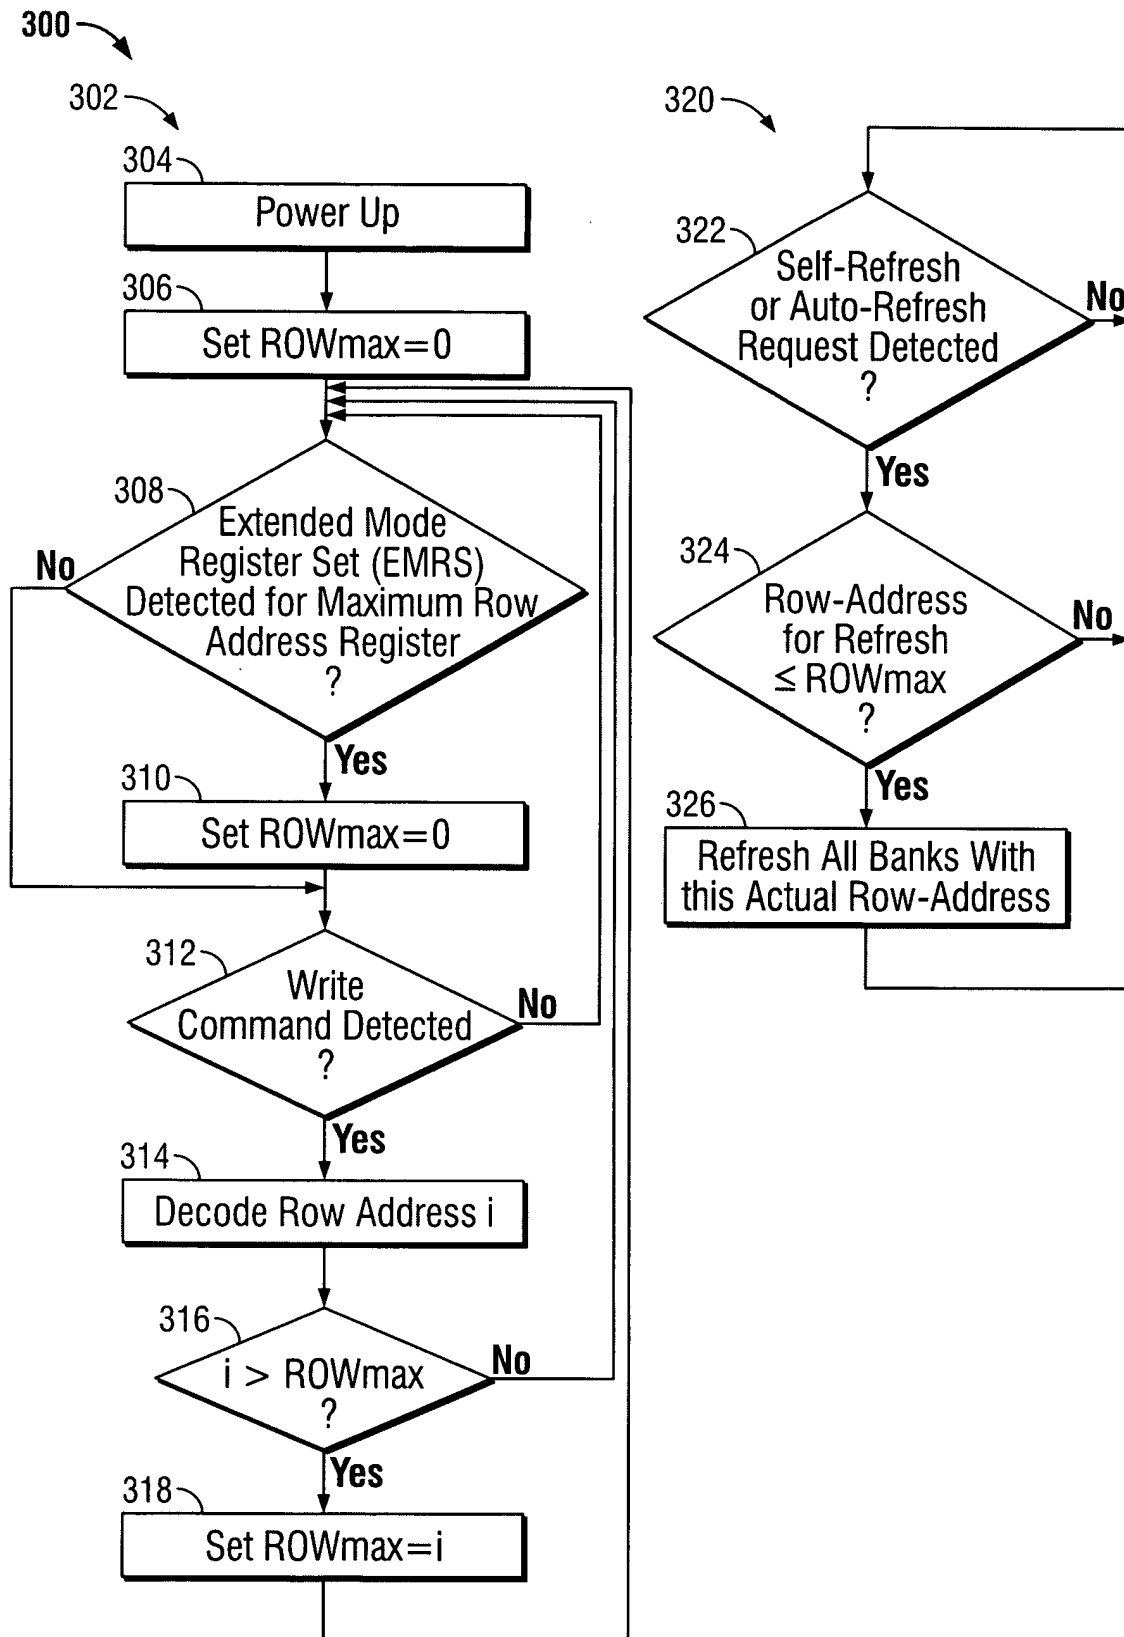 300
302
304
Power Up
306
Set ROWmax=0
308
Extended Mode
Register Set (EMRS)
Detected for Maximum Row
Address Register
?
No
Yes
310
Set ROWmax=0
312
Write
Command Detected
?
No
Yes
314
Decode Row Address i
316
i > ROWmax
?
No
Yes
318
Set ROWmax=i
320
322
Self-Refresh
or Auto-Refresh
Request Detected
?
No
Yes
324
Row-Address
for Refresh
≤ ROWmax
?
No
Yes
326
Refresh All Banks With
this Actual Row-Address